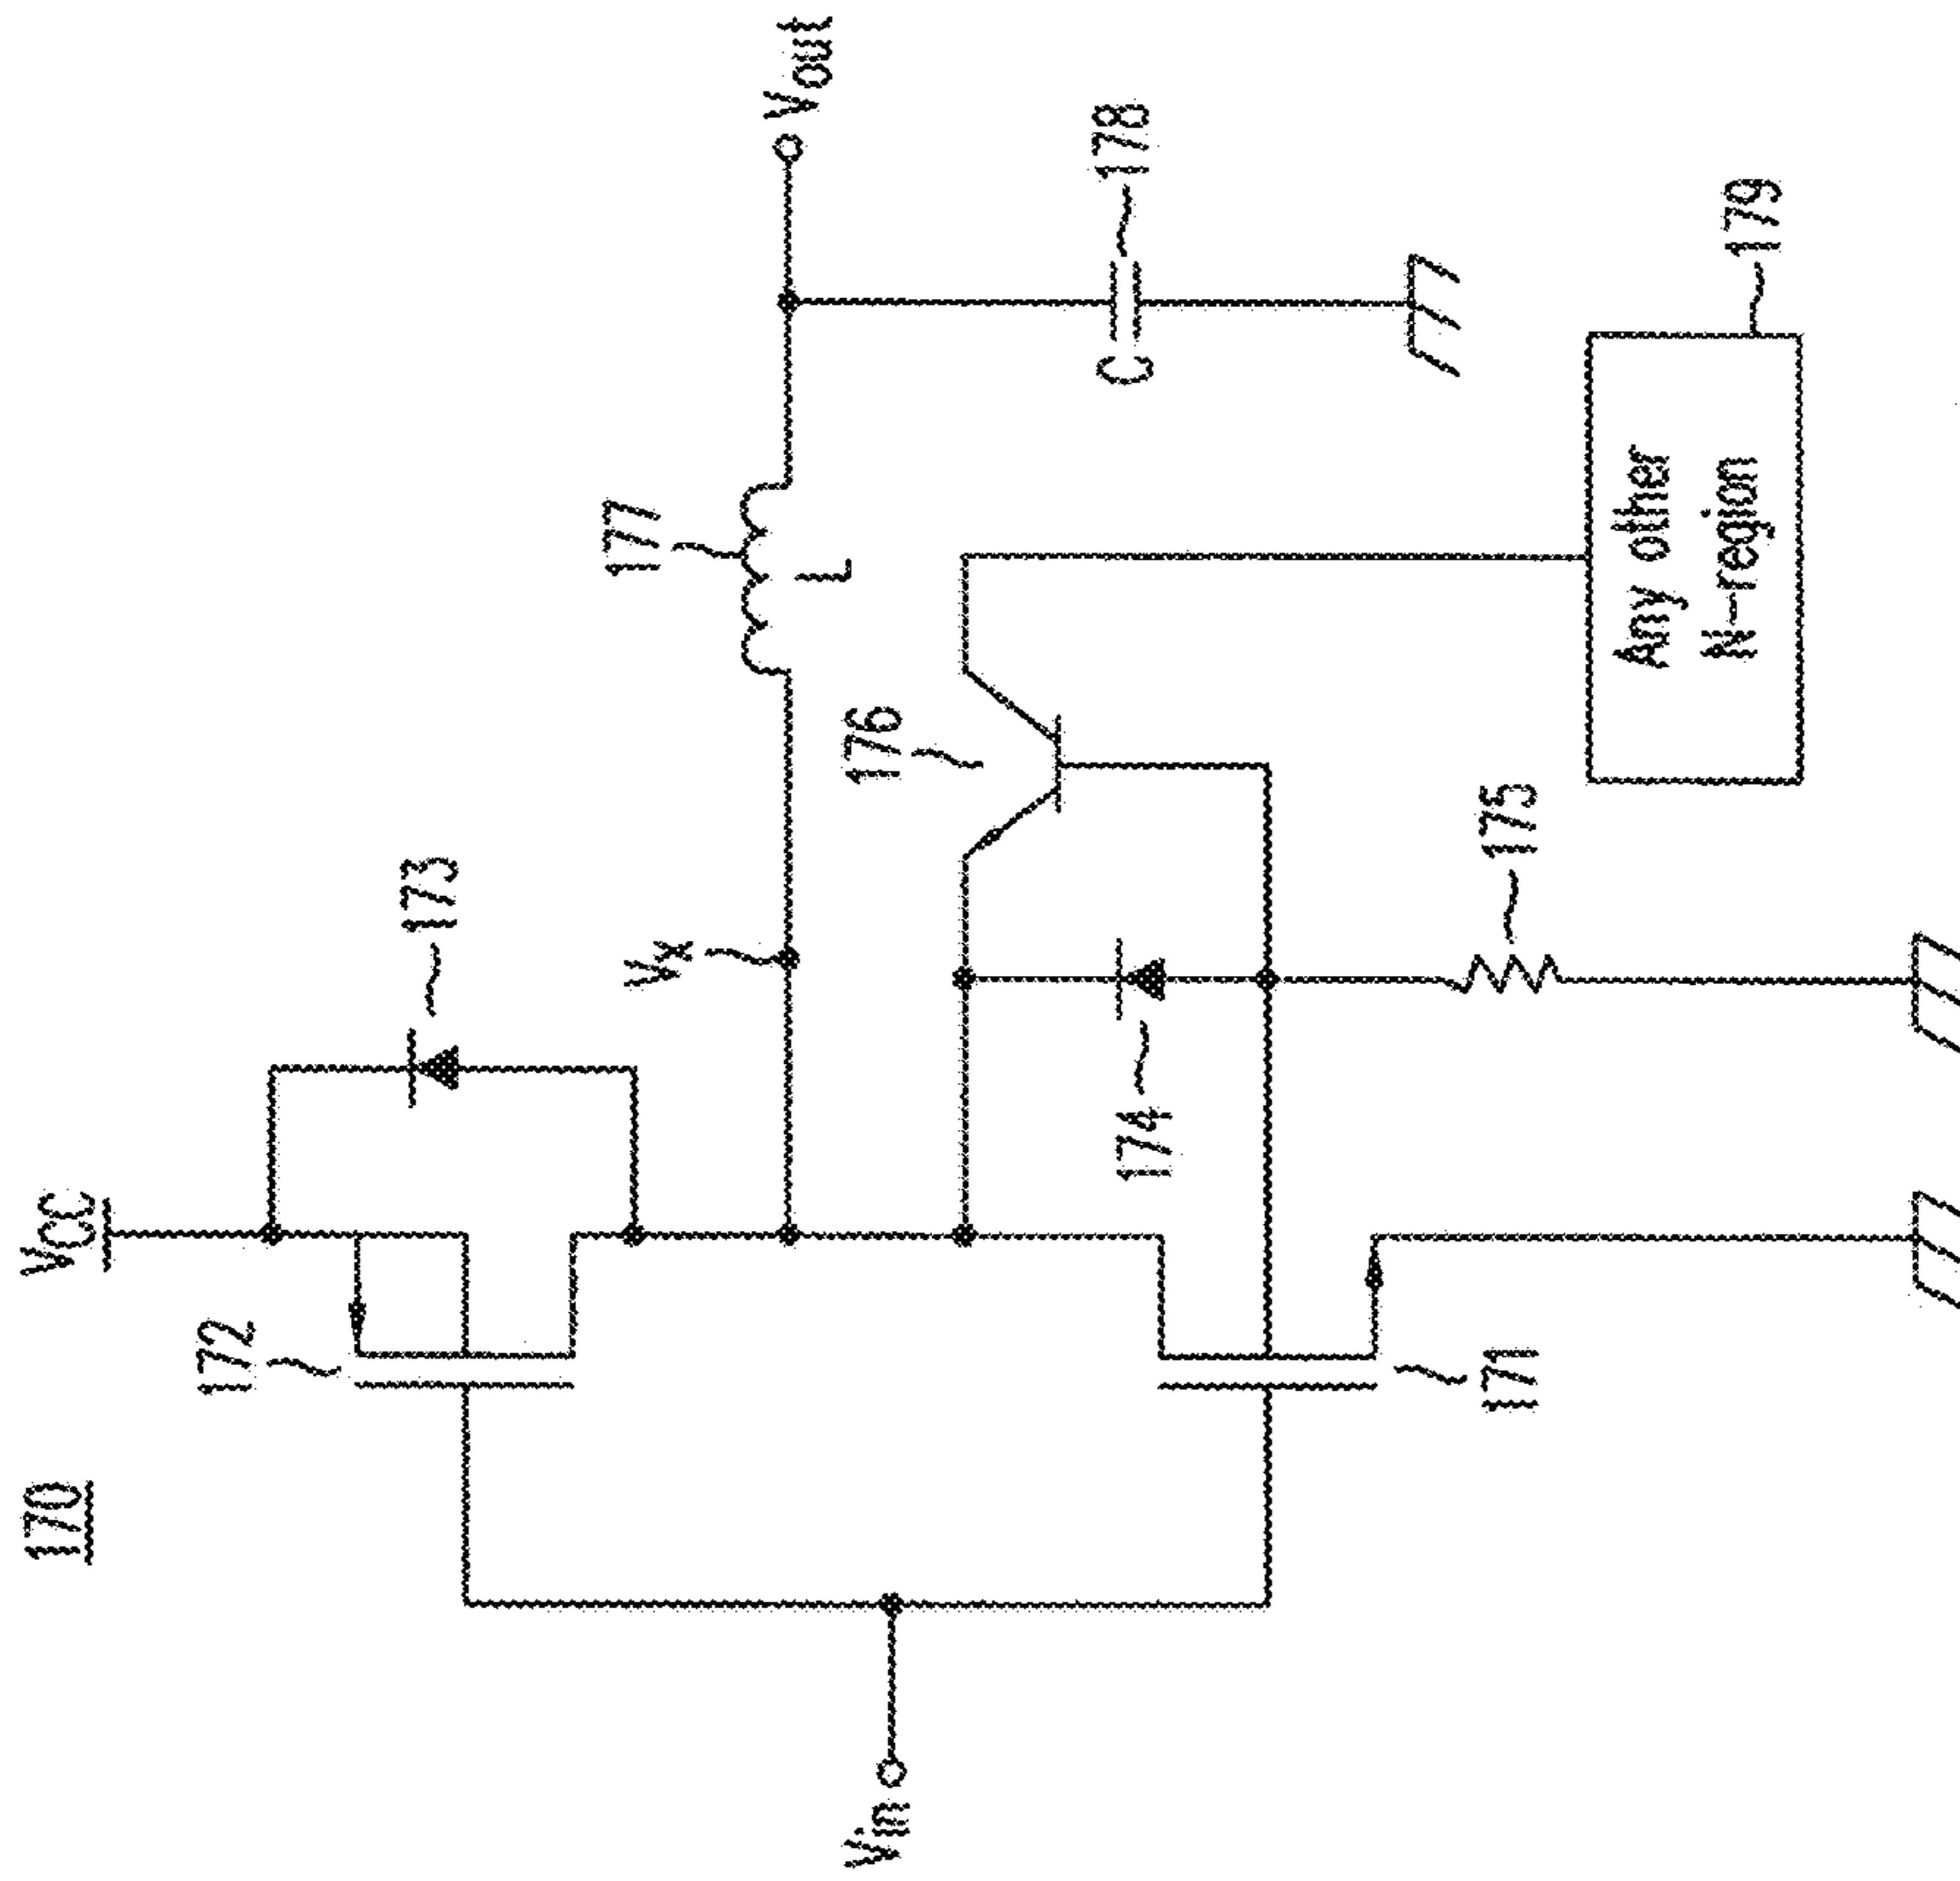 170
VCC
172
173
Vx
177
L
Vout
Vin
176
174
C
178
171
175
Any other
N-region
179